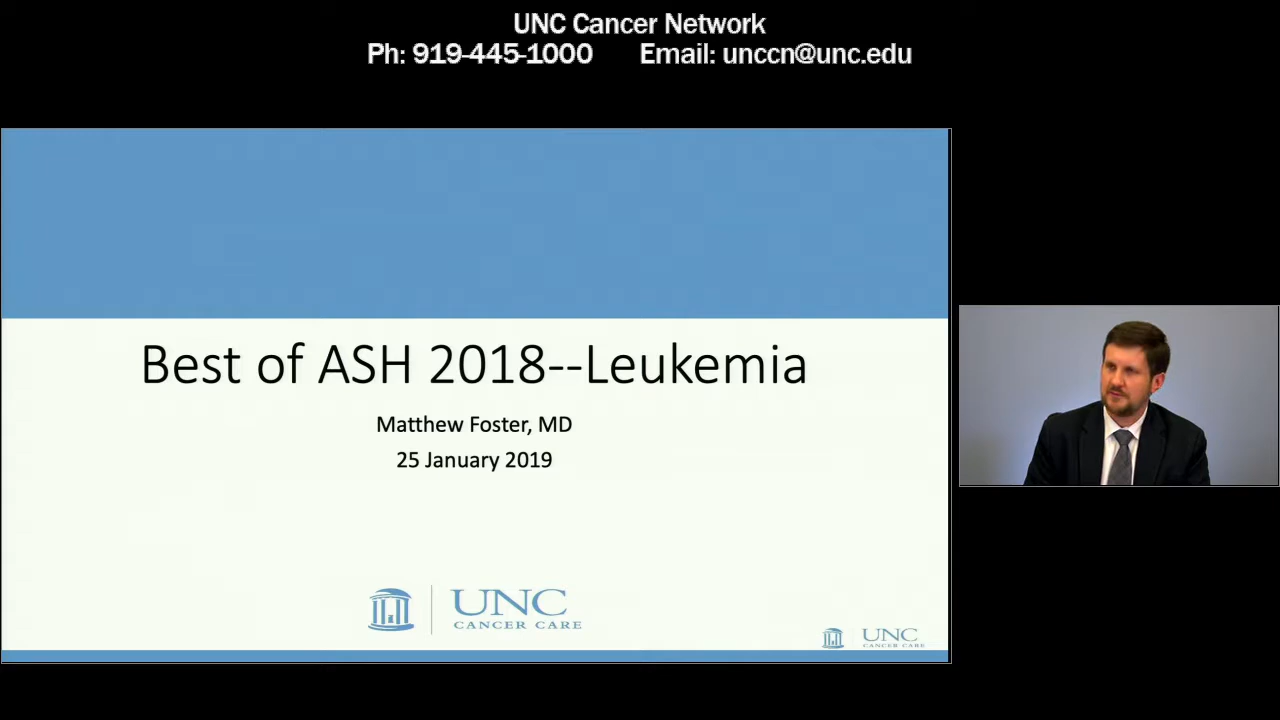 UNC Cancer Network
Ph: 919-445-1000 Email: unccn@unc.edu
Best of ASH 2018--Leukemia
Matthew Foster, MD
25 January 2019
UNC
CANCER CARE
UNC
CANCER CARE